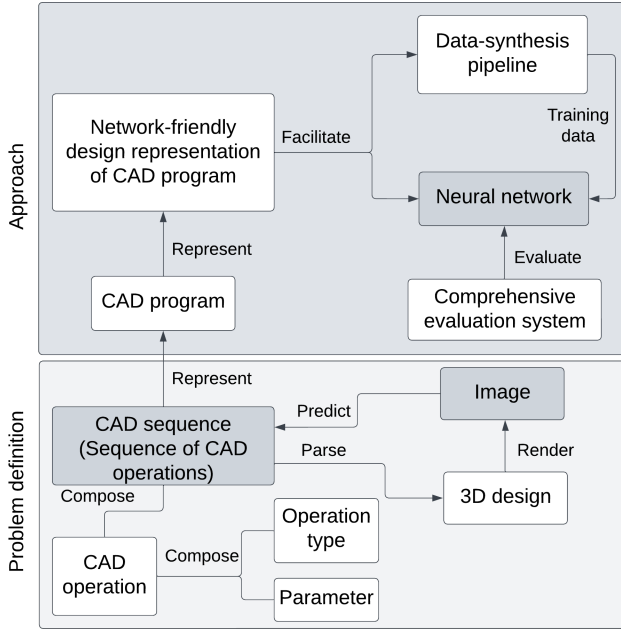 Approach
Data-synthesis
pipeline
Network-friendly
design representation
of CAD program
Facilitate
Training
data
Neural network
Represent
Evaluate
CAD program
Comprehensive
evaluation system
Problem definition
Represent
Image
CAD sequence
(Sequence of CAD
operations)
Predict
Parse
Render
3D design
Compose
Operation
type
CAD
operation
Compose
Parameter